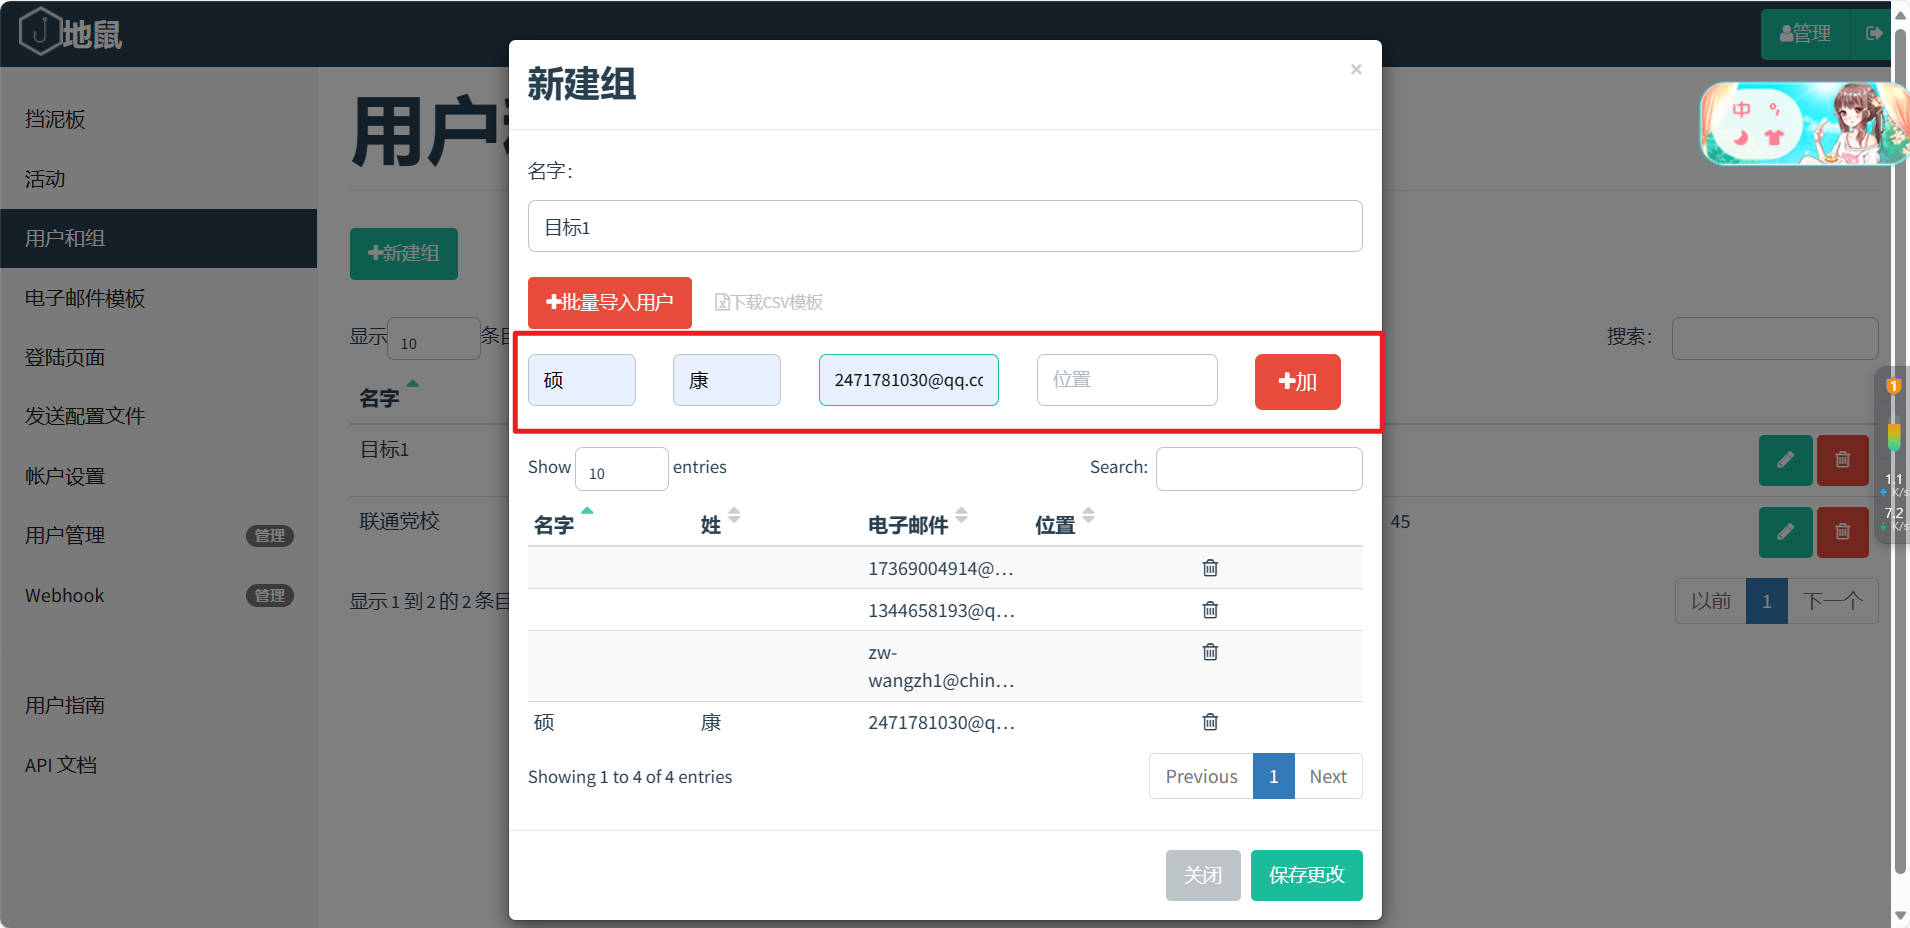 地鼠
管理
挡泥板
活动
用户和组
电子邮件模板
登陆页面
发送配置文件
帐户设置
用户管理 管理
Webhook 管理
用户指南
API 文档
用户
新建组
显示 10 条目
搜索:
名字
目标1
联通党校
45
显示 1 到 2 的 2 条目
以前 1 下一个
新建组
×
名字:
目标1
批量导入用户 下载CSV模板
硕 康 2471781030@qq.cc 位置 加
Show 10 entries Search:
名字 姓 电子邮件 位置
17369004914@...
1344658193@q...
zw-
wangzh1@chin...
硕 康 2471781030@q...
Showing 1 to 4 of 4 entries Previous 1 Next
关闭 保存更改
中 °,
1
1.1
K/s
7.2
K/s